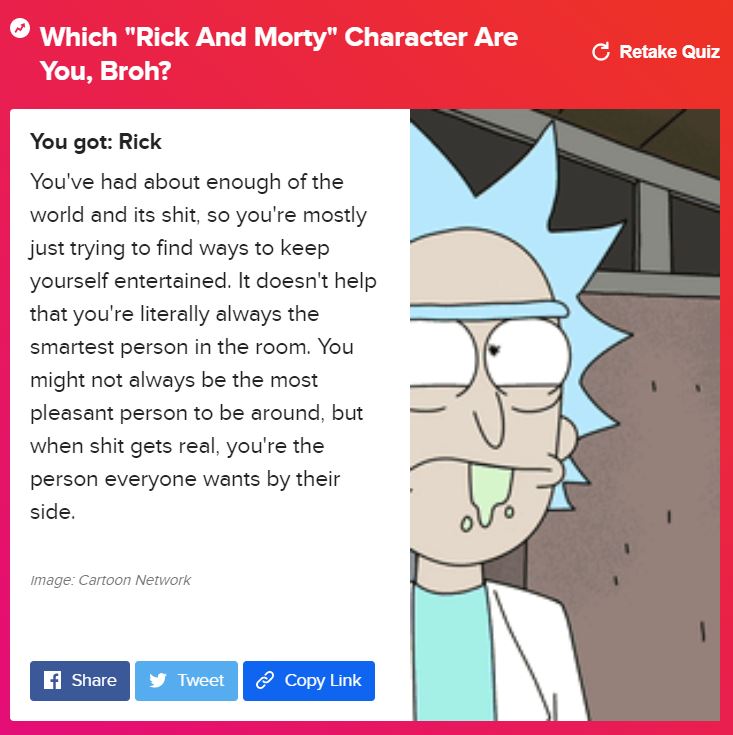 Which "Rick And Morty" Character Are
You, Broh?
Retake Quiz
You got: Rick
You've had about enough of the
world and its shit, so you're mostly
just trying to find ways to keep
yourself entertained. It doesn't help
that you're literally always the
smartest person in the room. You
might not always be the most
pleasant person to be around, but
when shit gets real, you're the
person everyone wants by their
side.
Image: Cartoon Network
Share
Tweet
Copy Link